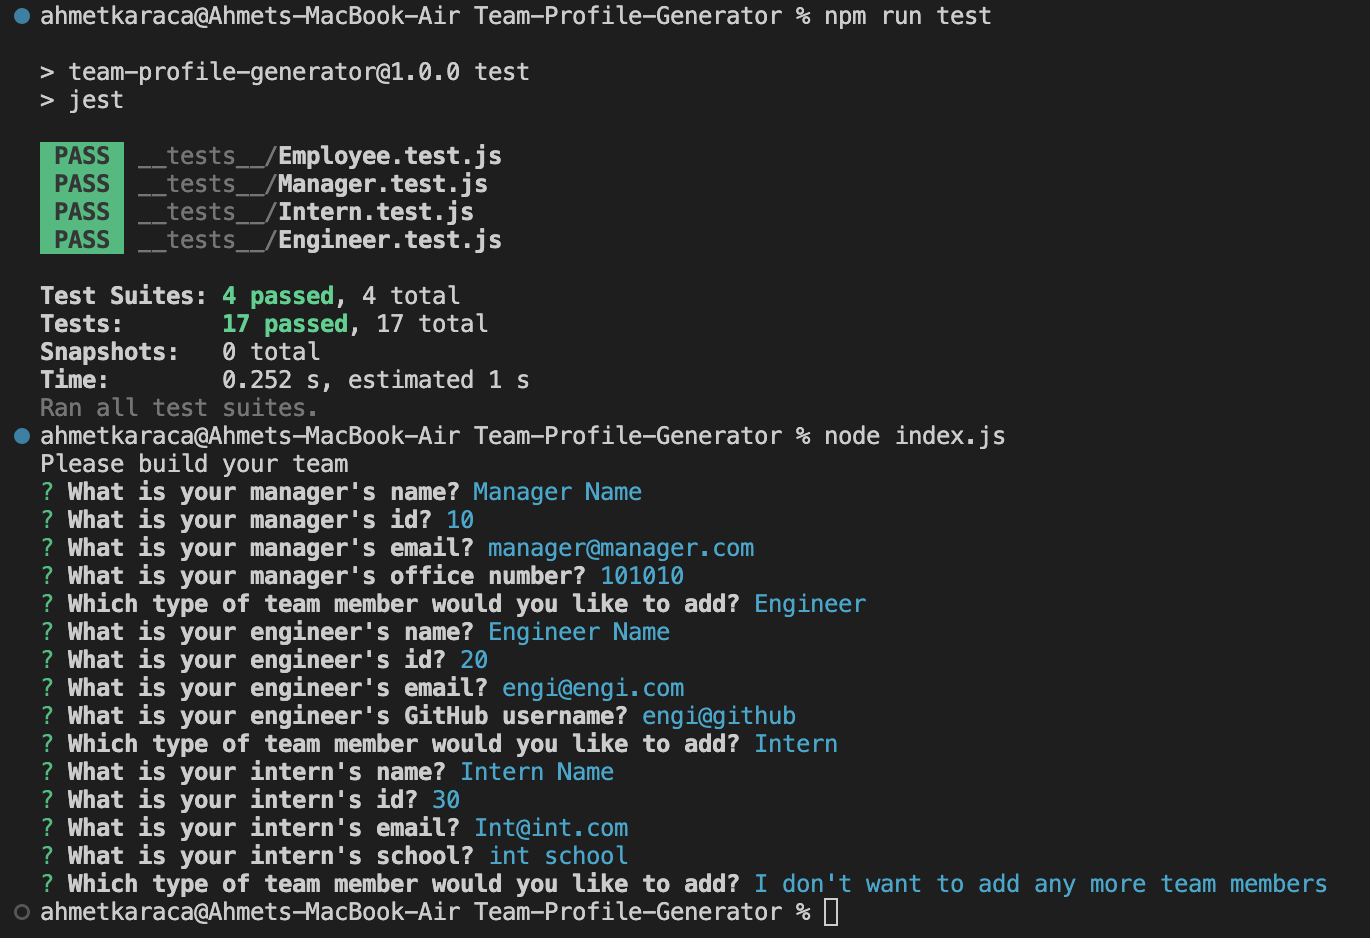 ahmetkaraca@Ahmets-MacBook-Air Team-Profile-Generator % npm run test
> team-profile-generator@1.0.0 test
> jest
PASS __tests__/Employee.test.js
PASS __tests__/Manager.test.js
PASS __tests__/Intern.test.js
PASS __tests__/Engineer.test.js
Test Suites: 4 passed, 4 total
Tests: 17 passed, 17 total
Snapshots: 0 total
Time: 0.252 s, estimated 1 s
Ran all test suites.
ahmetkaraca@Ahmets-MacBook-Air Team-Profile-Generator % node index.js
Please build your team
? What is your manager's name? Manager Name
? What is your manager's id? 10
? What is your manager's email? manager@manager.com
? What is your manager's office number? 101010
? Which type of team member would you like to add? Engineer
? What is your engineer's name? Engineer Name
? What is your engineer's id? 20
? What is your engineer's email? engi@engi.com
? What is your engineer's GitHub username? engi@github
? Which type of team member would you like to add? Intern
? What is your intern's name? Intern Name
? What is your intern's id? 30
? What is your intern's email? Int@int.com
? What is your intern's school? int school
? Which type of team member would you like to add? I don't want to add any more team members
ahmetkaraca@Ahmets-MacBook-Air Team-Profile-Generator %